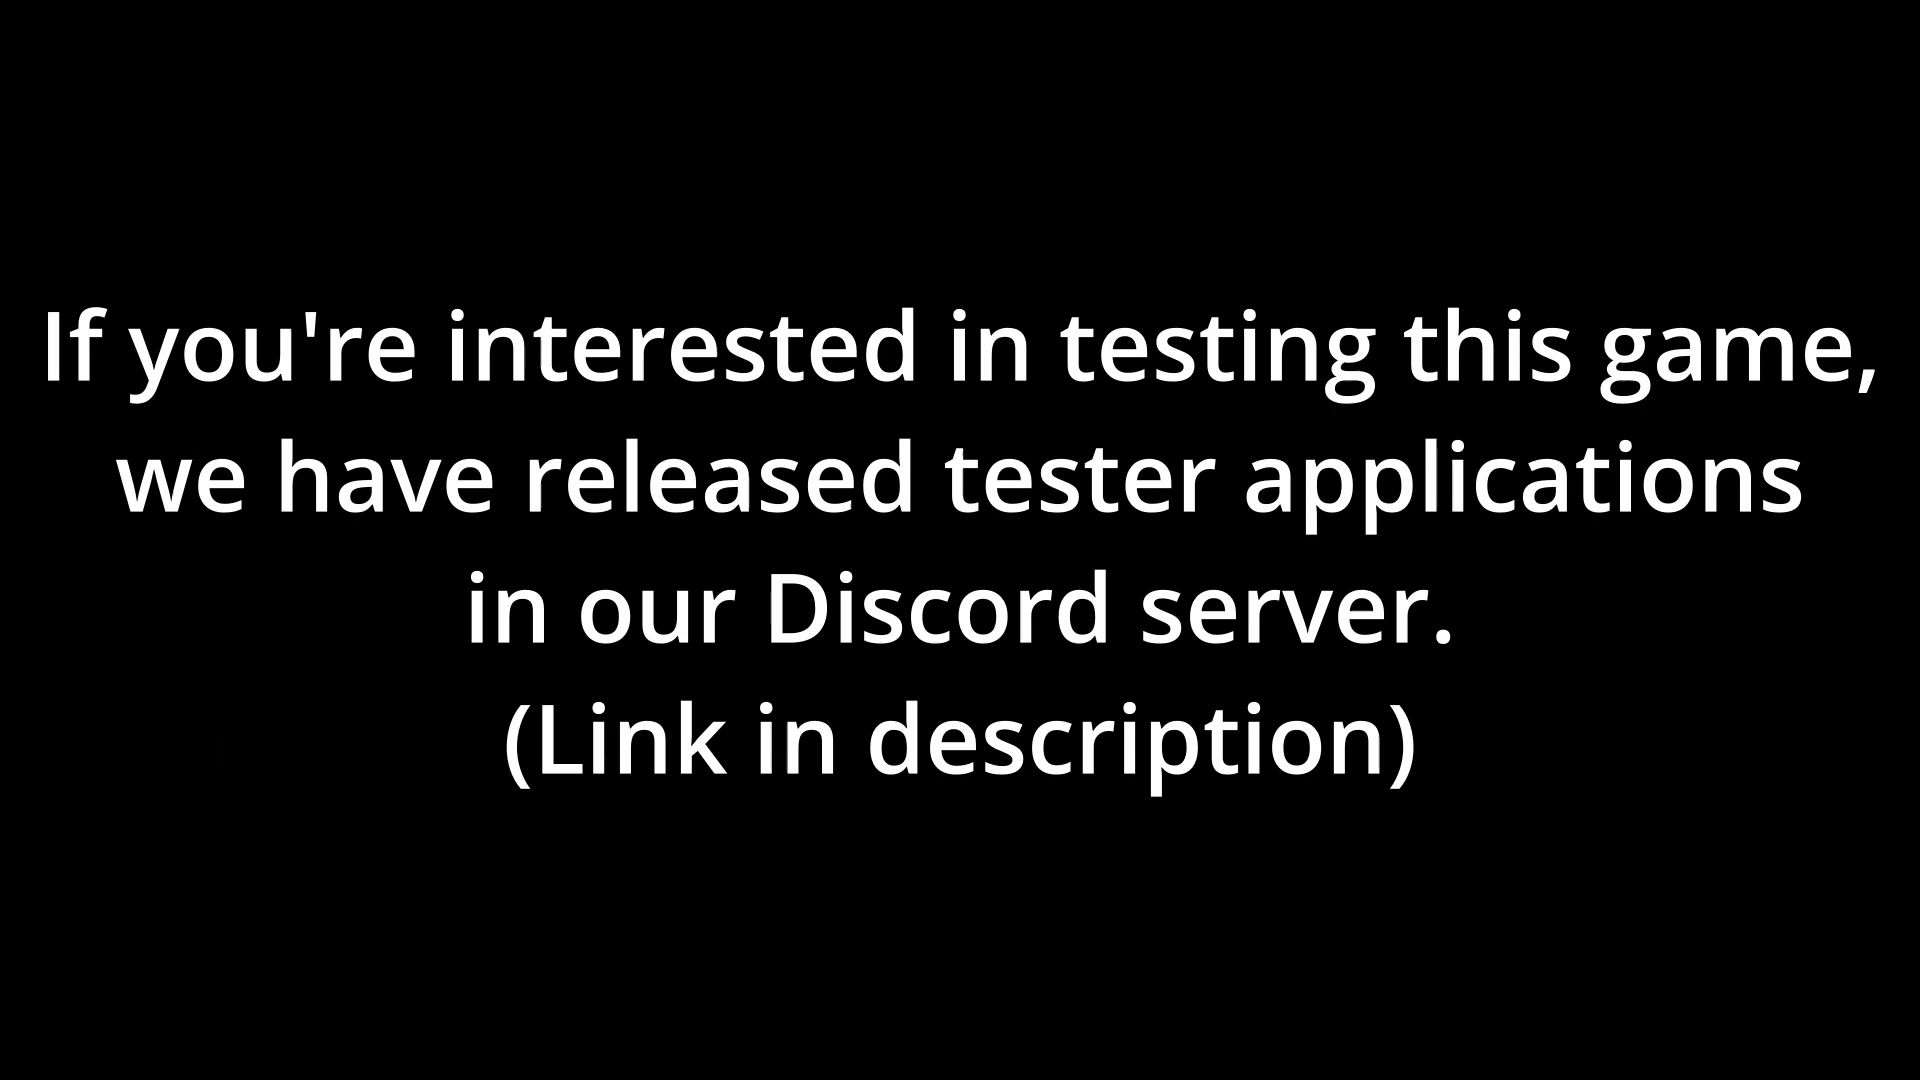 If you're interested in testing this game,
we have released tester applications
in our Discord server.
(Link in description)